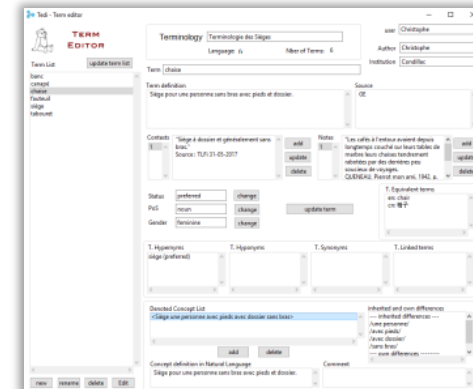 Tedi - Term editor
TERM
EDITOR
Terminology Terminologie des Sièges
Language fr Nber of Terms: 6
user Christophe
Author Christophe
Institution Condillac
Term List update term list
banc
canapé
chaise
fauteuil
siège
tabouret
Term chaise
Term definition
Siège pour une personne sans bras avec pieds et dossier.
Source
GE
Contexts
1
"Siège à dossier et généralement sans
bras."
Source : TLFi 31-05-2017
add
update
delete
Notes
1
"Les cafés à l'entour avaient depuis
longtemps couché sur leurs tables de
marbre leurs chaises tendrement
rabotées par des derrières peu
soucieux de voyages.
QUENEAU, Pierrot mon ami, 1942, p.
add
update
delete
Status preferred change
PoS noun change
Gender feminine change
update term
T. Equivalent terms
en: chair
cn: 椅子
T. Hypernyms
siège (preferred)
T. Hyponyms
T. Synonyms
T. Linked terms
Denoted Concept List
<Siège une personne avec pieds avec dossier sans bras>
add delete
inherited and own differences
---- inherited differences ----
/une personne/
/avec pieds/
/avec dossier/
/sans bras/
---- own differences --------
Concept definition in Natural Language
Siège pour une personne sans bras avec pieds et dossier.
Comment
new rename delete Edit